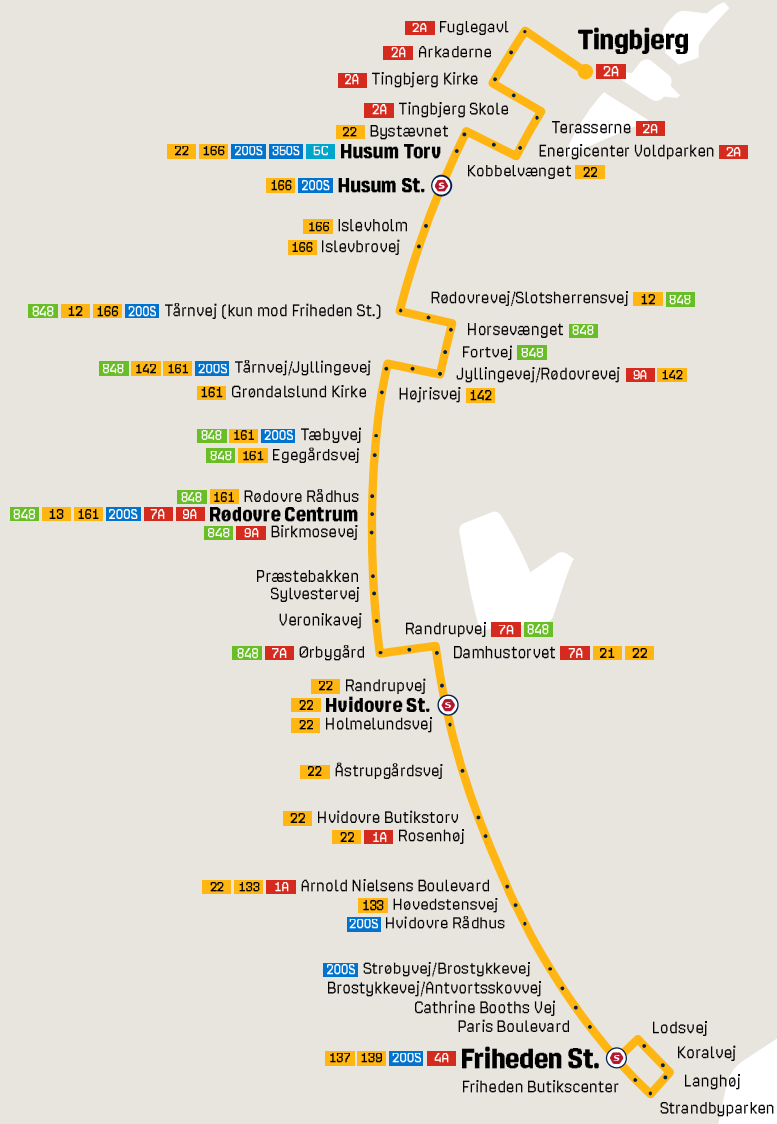 2A Fuglegavl
Tingbjerg
2A Arkaderne
2A
2A Tingbjerg Kirke
2A Tingbjerg Skole
Terasserne 2A
22 Bystævnet
22 166 200S 350S 5C Husum Torv
Energicenter Voldparken 2A
Kobbelvænget 22
166 200S Husum St. S
166 Islevholm
166 Islevbrovej
Rødovrevej/Slotsherrensvej 12 848
848 12 166 200S Tårnvej (kun mod Friheden St.)
Horsevænget 848
Fortvej 848
848 142 161 200S Tårnvej/Jyllingevej
Jyllingevej/Rødovrevej 9A 142
161 Grøndalslund Kirke
Højrisvej 142
848 161 200S Tæbyvej
848 161 Egegårdsvej
848 161 Rødovre Rådhus
848 13 161 200S 7A 9A Rødovre Centrum
848 9A Birkmosevej
Præstebakken
Sylvestervej
Veronikavej
Randrupvej 7A 848
848 7A Ørbygård
Damhustorvet 7A 21 22
22 Randrupvej
22 Hvidovre St. S
22 Holmelundsvej
22 Åstrupgårdsvej
22 Hvidovre Butikstorv
22 1A Rosenhøj
22 133 1A Arnold Nielsens Boulevard
133 Høvedstensvej
200S Hvidovre Rådhus
200S Strøbyvej/Brostykkevej
Brostykkevej/Antvortsskovvej
Cathrine Booths Vej
Paris Boulevard
Lodsvej
Koralvej
137 139 200S 4A Friheden St. S
Langhøj
Friheden Butikscenter
Strandbyparken